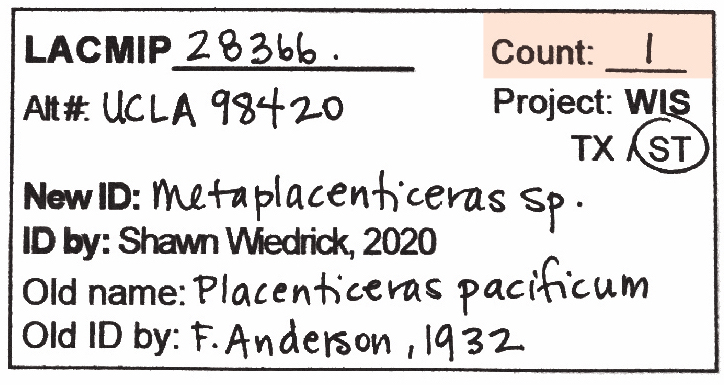 LACMIP 28366.
Count: 1
Alt#: UCLA 98420
Project: WIS
TX / ST
New ID: Metaplacenticeras sp.
ID by: Shawn Wiedrick, 2020
Old name: Placenticeras pacificum
Old ID by: F. Anderson, 1932